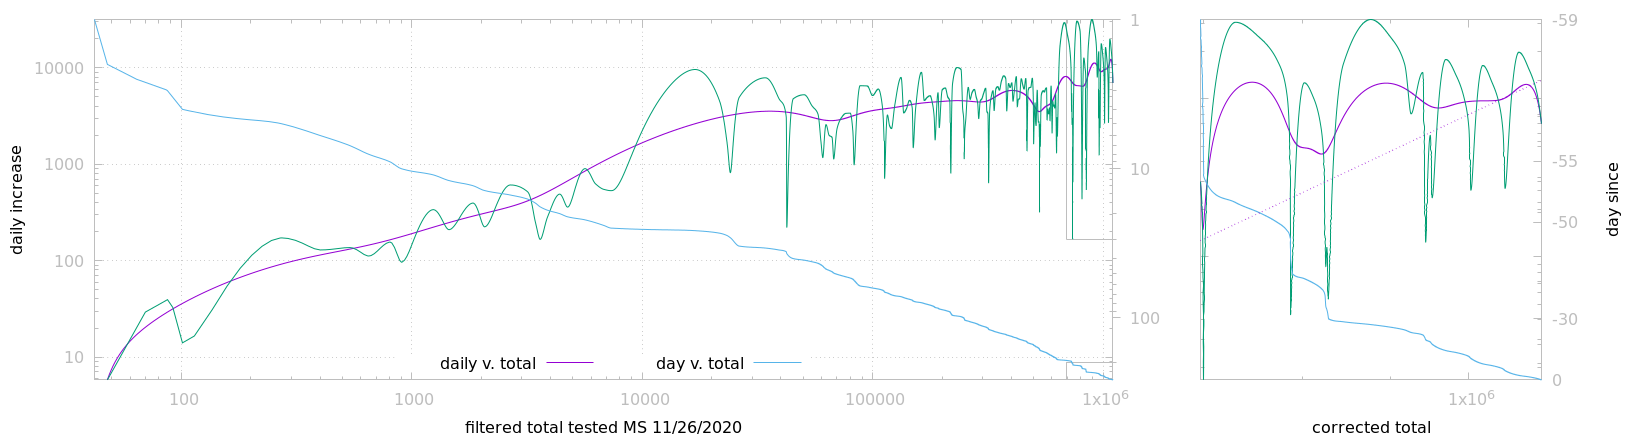 daily increase
10000
1000
100
10
100
1000
10000
100000
1x10^6
1
10
100
daily v. total
day v. total
filtered total tested MS 11/26/2020
-59
-55
-50
-30
0
day since
1x10^6
corrected total